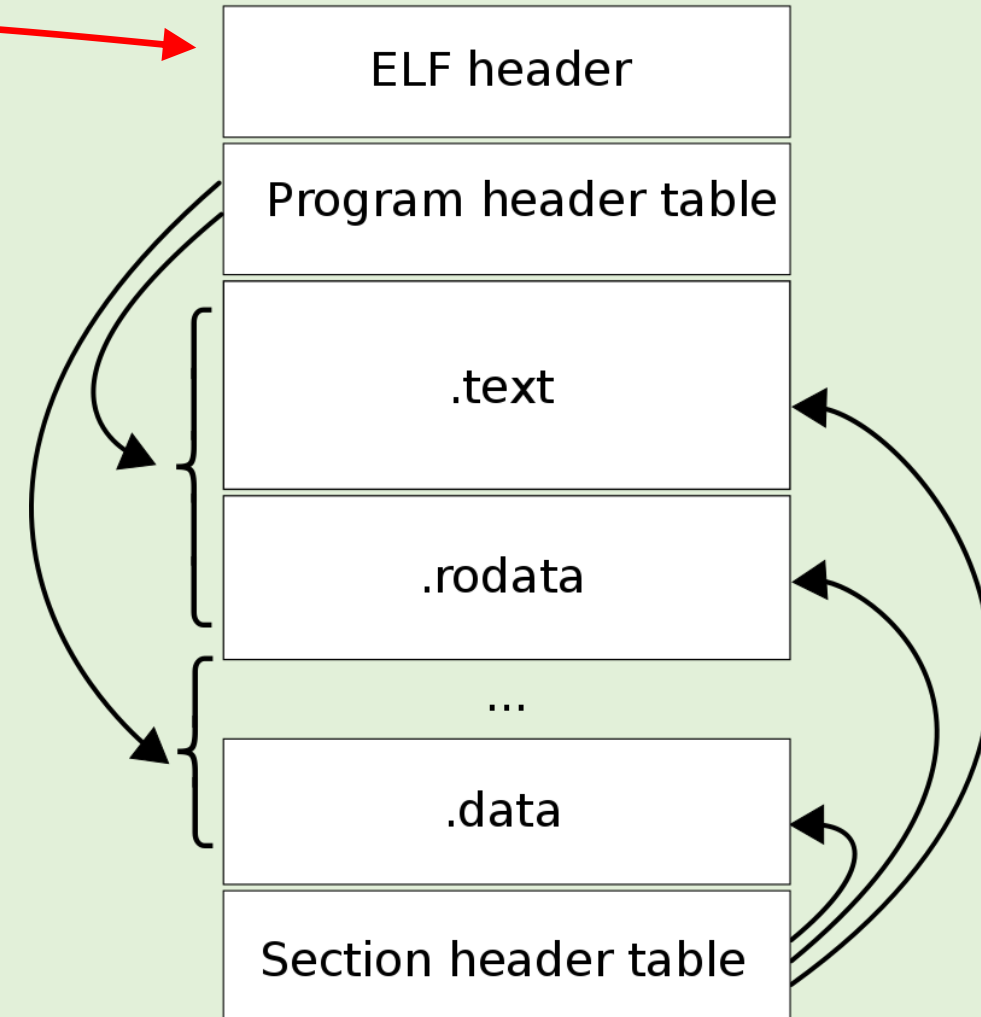 ELF header
Program header table
.text
.rodata
...
.data
Section header table